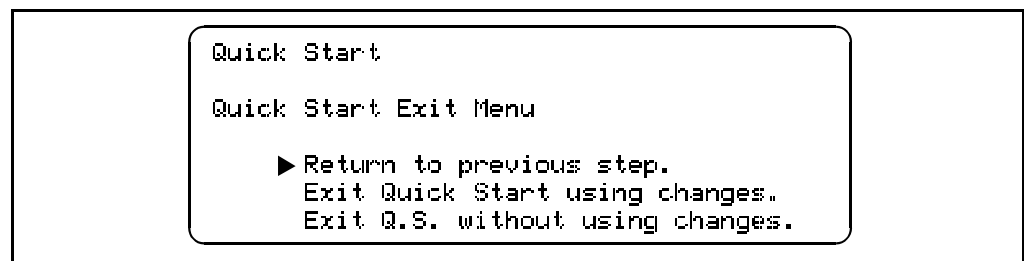 Quick Start
Quick Start Exit Menu
▶Return to previous step.
Exit Quick Start using changes.
Exit Q.S. without using changes.